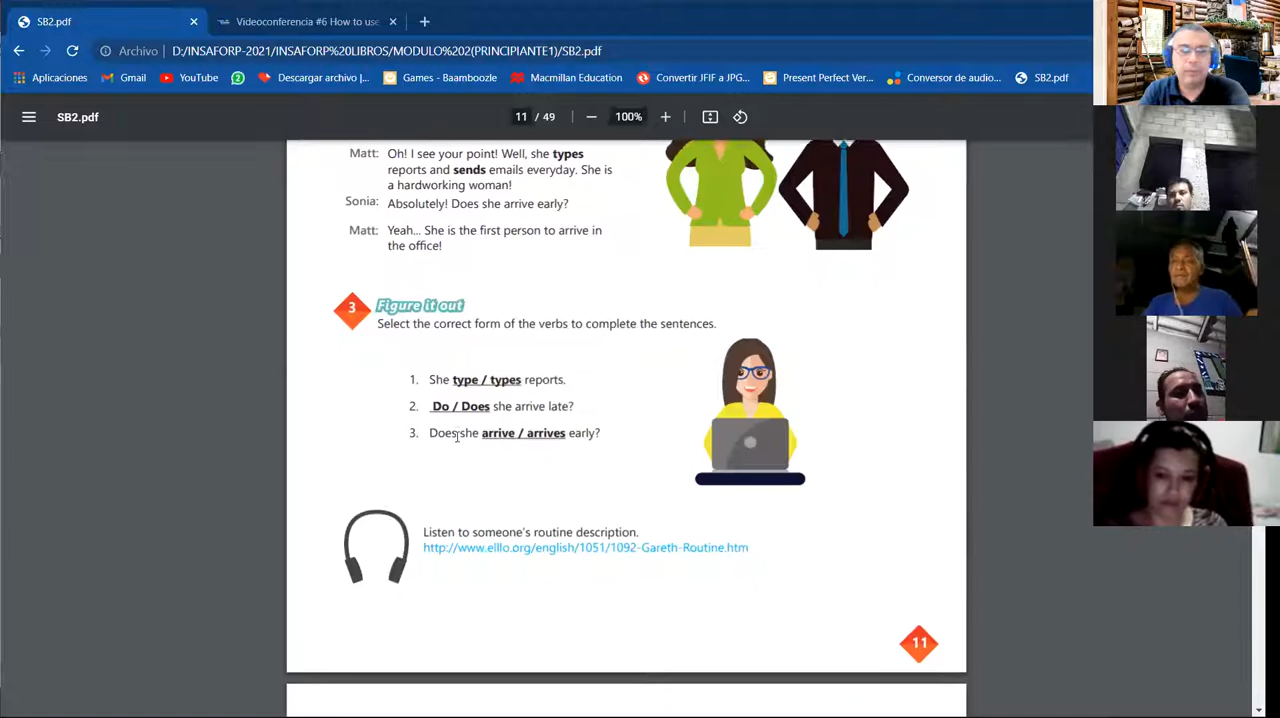 SB2.pdf
Videoconferencia #6 How to use
Archivo | D:/INSAFORP-2021/INSAFORP%20LIBROS/MODULO%002(PRINCIPIANTE1)/SB2.pdf
Aplicaciones
Gmail
YouTube
Descargar archivo |...
Games - Baamboo...
Macmillan Education
Convertir JFIF a JPG...
Present Perfect Ver...
Conversor de audio...
SB2.pdf
SB2.pdf
11 / 49
100%
Matt: Oh! I see your point! Well, she types
reports and sends emails everyday. She is
a hardworking woman!
Sonia: Absolutely! Does she arrive early?
Matt: Yeah... She is the first person to arrive in
the office!
3 Figure it out
Select the correct form of the verbs to complete the sentences.
1. She type / types reports.
2. Do / Does she arrive late?
3. Does she arrive / arrives early?
Listen to someone's routine description.
http://www.elllo.org/english/1051/1092-Gareth-Routine.htm
11